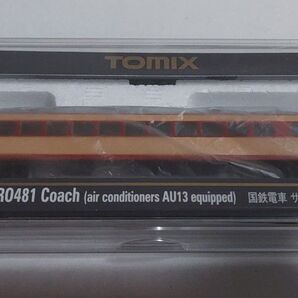 TOMIX
RO481 Coach (air conditioners AU13 equipped) 国鉄電車 サ